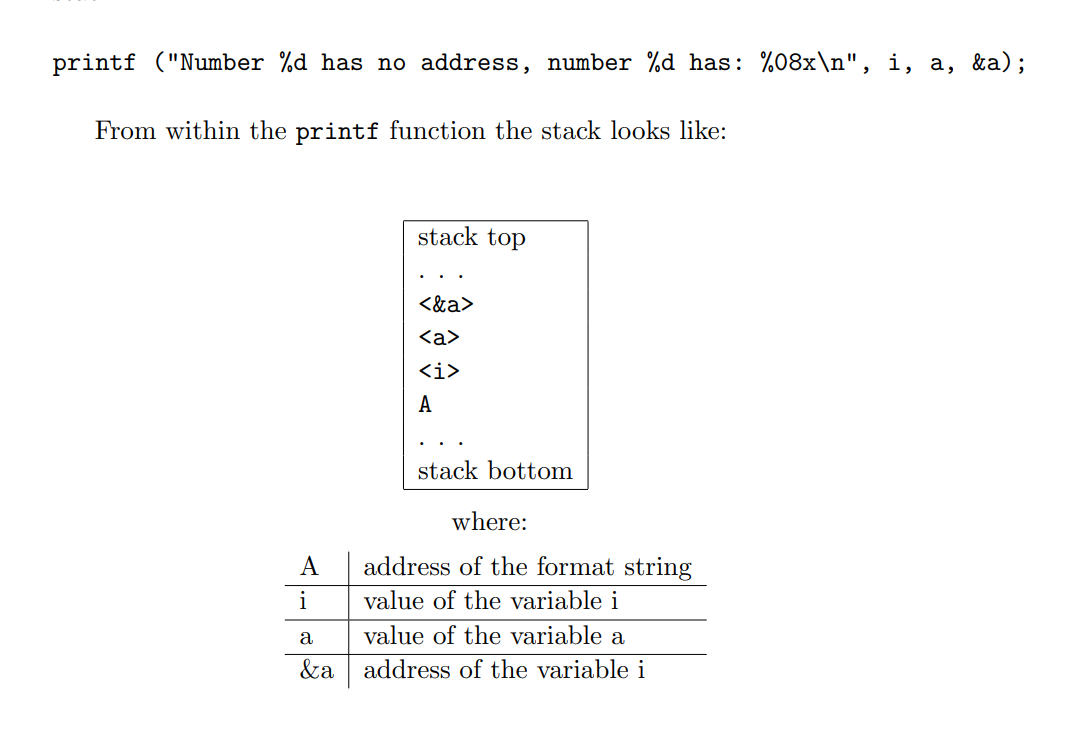 printf ("Number %d has no address, number %d has: %08x\n", i, a, &a);
From within the printf function the stack looks like:
stack top
. . .
<&a>
<a>
<i>
A
. . .
stack bottom
where:
A address of the format string
i value of the variable i
a value of the variable a
&a address of the variable i